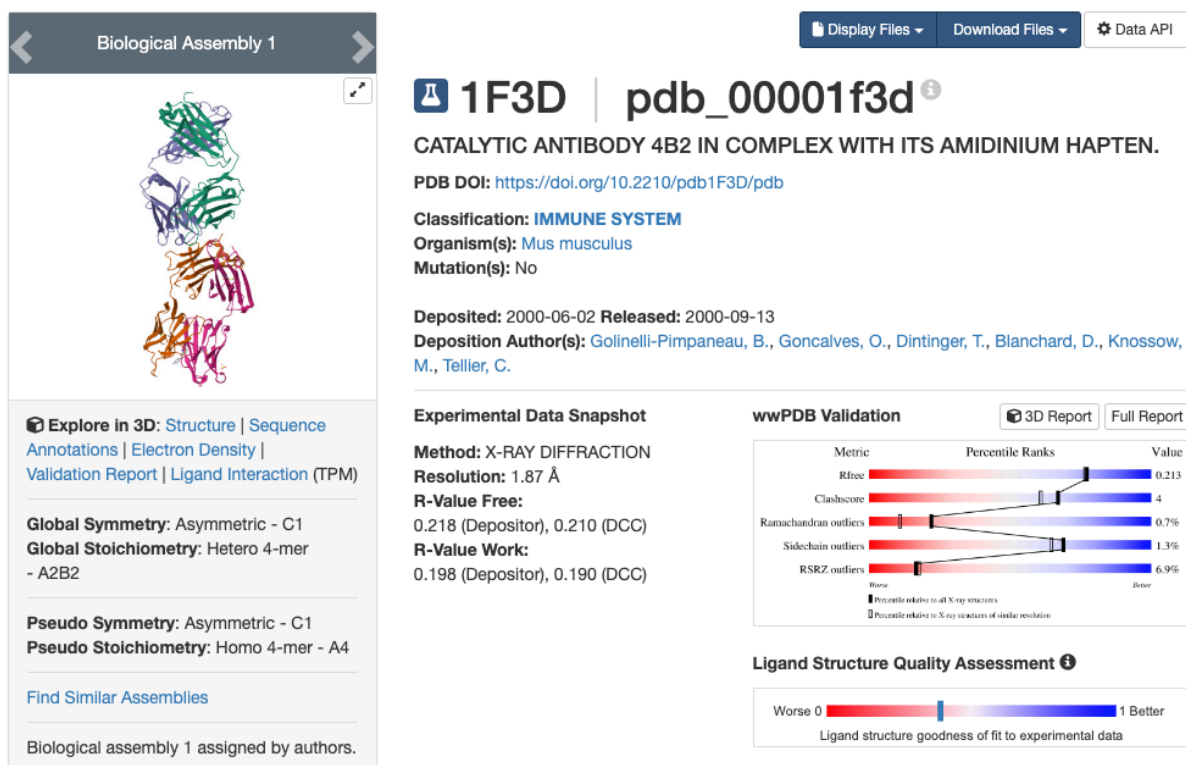 Biological Assembly 1
Display Files
Download Files
Data API
1F3D | pdb_00001f3d
CATALYTIC ANTIBODY 4B2 IN COMPLEX WITH ITS AMIDINIUM HAPTEN.
PDB DOI: https://doi.org/10.2210/pdb1F3D/pdb
Classification: IMMUNE SYSTEM
Organism(s): Mus musculus
Mutation(s): No
Deposited: 2000-06-02 Released: 2000-09-13
Deposition Author(s): Golinelli-Pimpaneau, B., Goncalves, O., Dintinger, T., Blanchard, D., Knossow,
M., Tellier, C.
Explore in 3D: Structure | Sequence
Annotations | Electron Density |
Validation Report | Ligand Interaction (TPM)
Global Symmetry: Asymmetric - C1
Global Stoichiometry: Hetero 4-mer
- A2B2
Pseudo Symmetry: Asymmetric - C1
Pseudo Stoichiometry: Homo 4-mer - A4
Find Similar Assemblies
Biological assembly 1 assigned by authors.
Experimental Data Snapshot
Method: X-RAY DIFFRACTION
Resolution: 1.87 Å
R-Value Free:
0.218 (Depositor), 0.210 (DCC)
R-Value Work:
0.198 (Depositor), 0.190 (DCC)
wwPDB Validation
3D Report
Full Report
Metric Percentile Ranks Value
Rfree 0.213
Clashscore 4
Ramachandran outliers 0.7%
Sidechain outliers 1.3%
RSRZ outliers 6.9%
Worse Better
Percentile relative to all X-ray structures
Percentile relative to X-ray structures of similar resolution
Ligand Structure Quality Assessment
Worse 0 1 Better
Ligand structure goodness of fit to experimental data